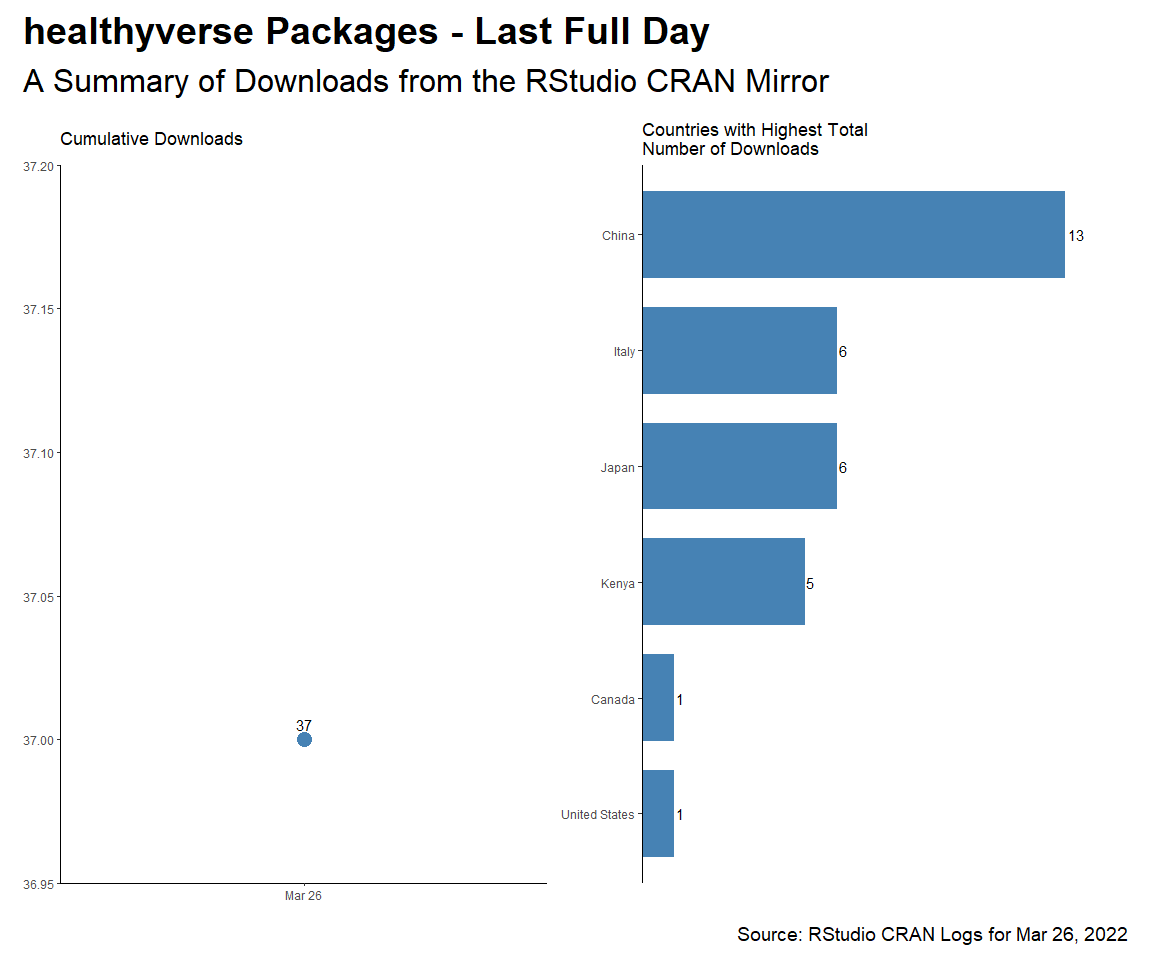 healthyverse Packages - Last Full Day
A Summary of Downloads from the RStudio CRAN Mirror
Cumulative Downloads
37.20
37.15
37.10
37.05
37.00
36.95
37
Mar 26
Countries with Highest Total
Number of Downloads
China
13
Italy
6
Japan
6
Kenya
5
Canada
1
United States
1
Source: RStudio CRAN Logs for Mar 26, 2022